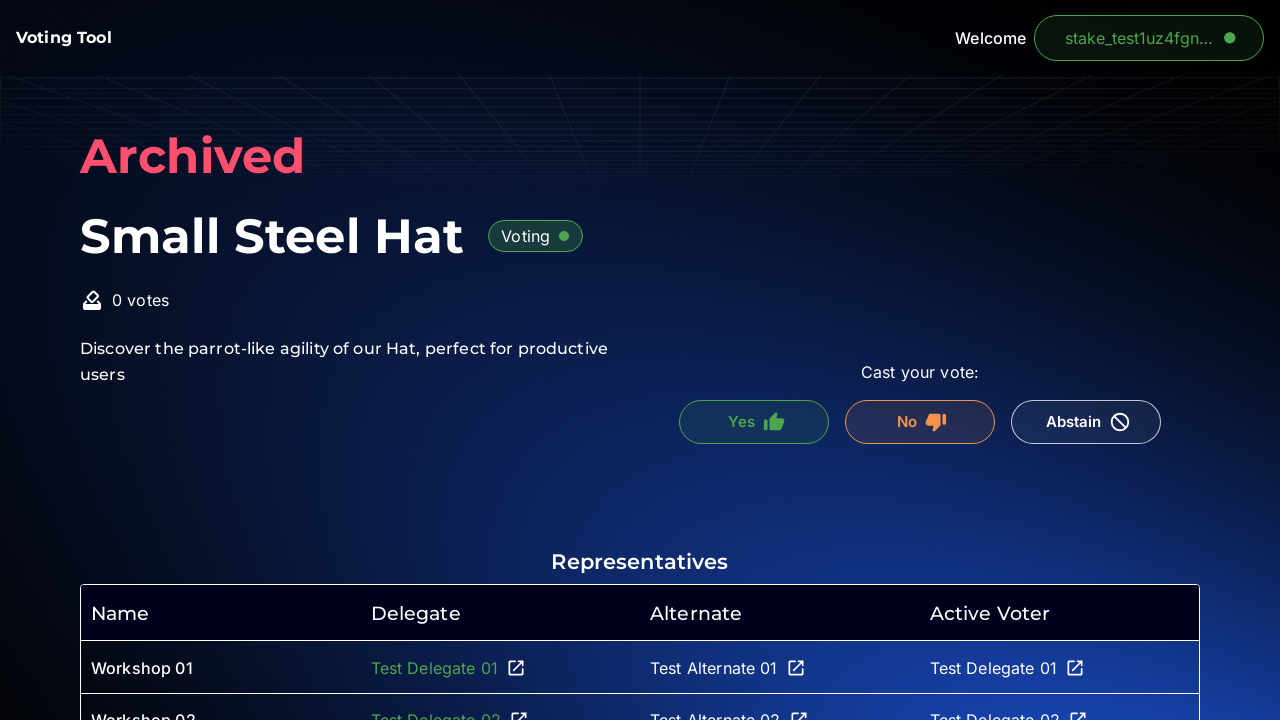 Voting Tool
Welcome
stake_test1uz4fgn...
Archived
Small Steel Hat
Voting
0 votes
Discover the parrot-like agility of our Hat, perfect for productive
users
Cast your vote:
Yes
No
Abstain
Representatives
Name Delegate Alternate Active Voter
Workshop 01 Test Delegate 01 Test Alternate 01 Test Delegate 01
Workshop 02 Test Delegate 02 Test Alternate 02 Test Delegate 02